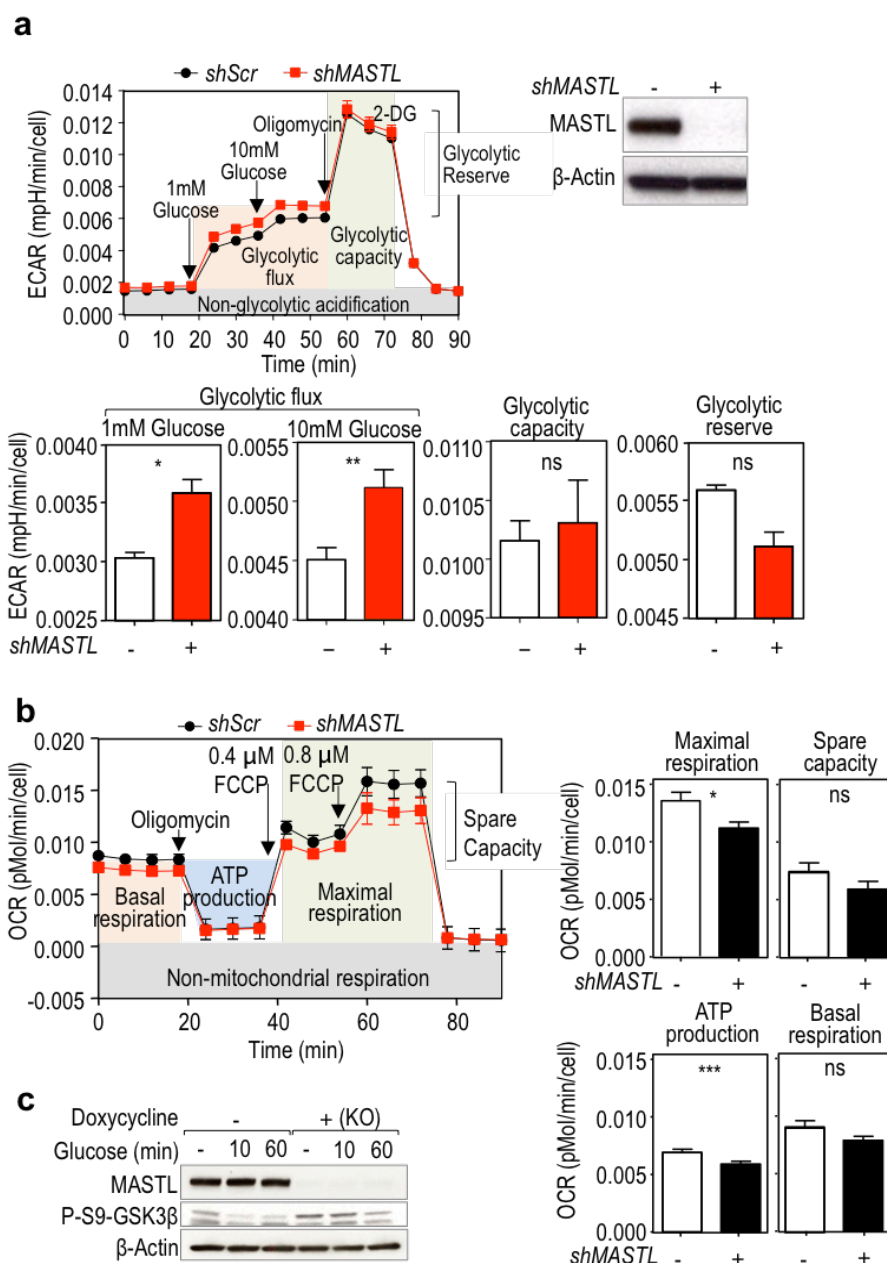 a
shScr shMASTL
ECAR (mpH/min/cell)
0.014
0.012
0.010
0.008
0.006
0.004
0.002
0.000
1mM
Glucose
10mM
Glucose
Oligomycin
2-DG
Glycolytic
Reserve
Glycolytic
flux
Glycolytic
capacity
Non-glycolytic acidification
0 10 20 30 40 50 60 70 80 90
Time (min)
shMASTL - +
MASTL
β-Actin
Glycolytic flux
1mM Glucose
ECAR (mpH/min/cell)
0.0040
0.0035
0.0030
0.0025
*
shMASTL - +
10mM Glucose
0.0055
0.0050
0.0045
0.0040
**
– +
Glycolytic
capacity
0.0110
0.0105
0.0100
0.0095
ns
– +
Glycolytic
reserve
0.0060
0.0055
0.0050
0.0045
ns
- +
b
shScr shMASTL
OCR (pMol/min/cell)
0.020
0.015
0.010
0.005
0.000
-0.005
Oligomycin
0.4 µM
FCCP
0.8 µM
FCCP
Spare
Capacity
Basal
respiration
ATP
production
Maximal
respiration
Non-mitochondrial respiration
0 20 40 60 80
Time (min)
Maximal
respiration
OCR (pMol/min/cell)
0.015
0.010
0.005
0.000
*
shMASTL - +
Spare
capacity
ns
- +
ATP
production
OCR (pMol/min/cell)
0.015
0.010
0.005
0.000
***
shMASTL - +
Basal
respiration
ns
- +
c
Doxycycline - + (KO)
Glucose (min) - 10 60 - 10 60
MASTL
P-S9-GSK3β
β-Actin